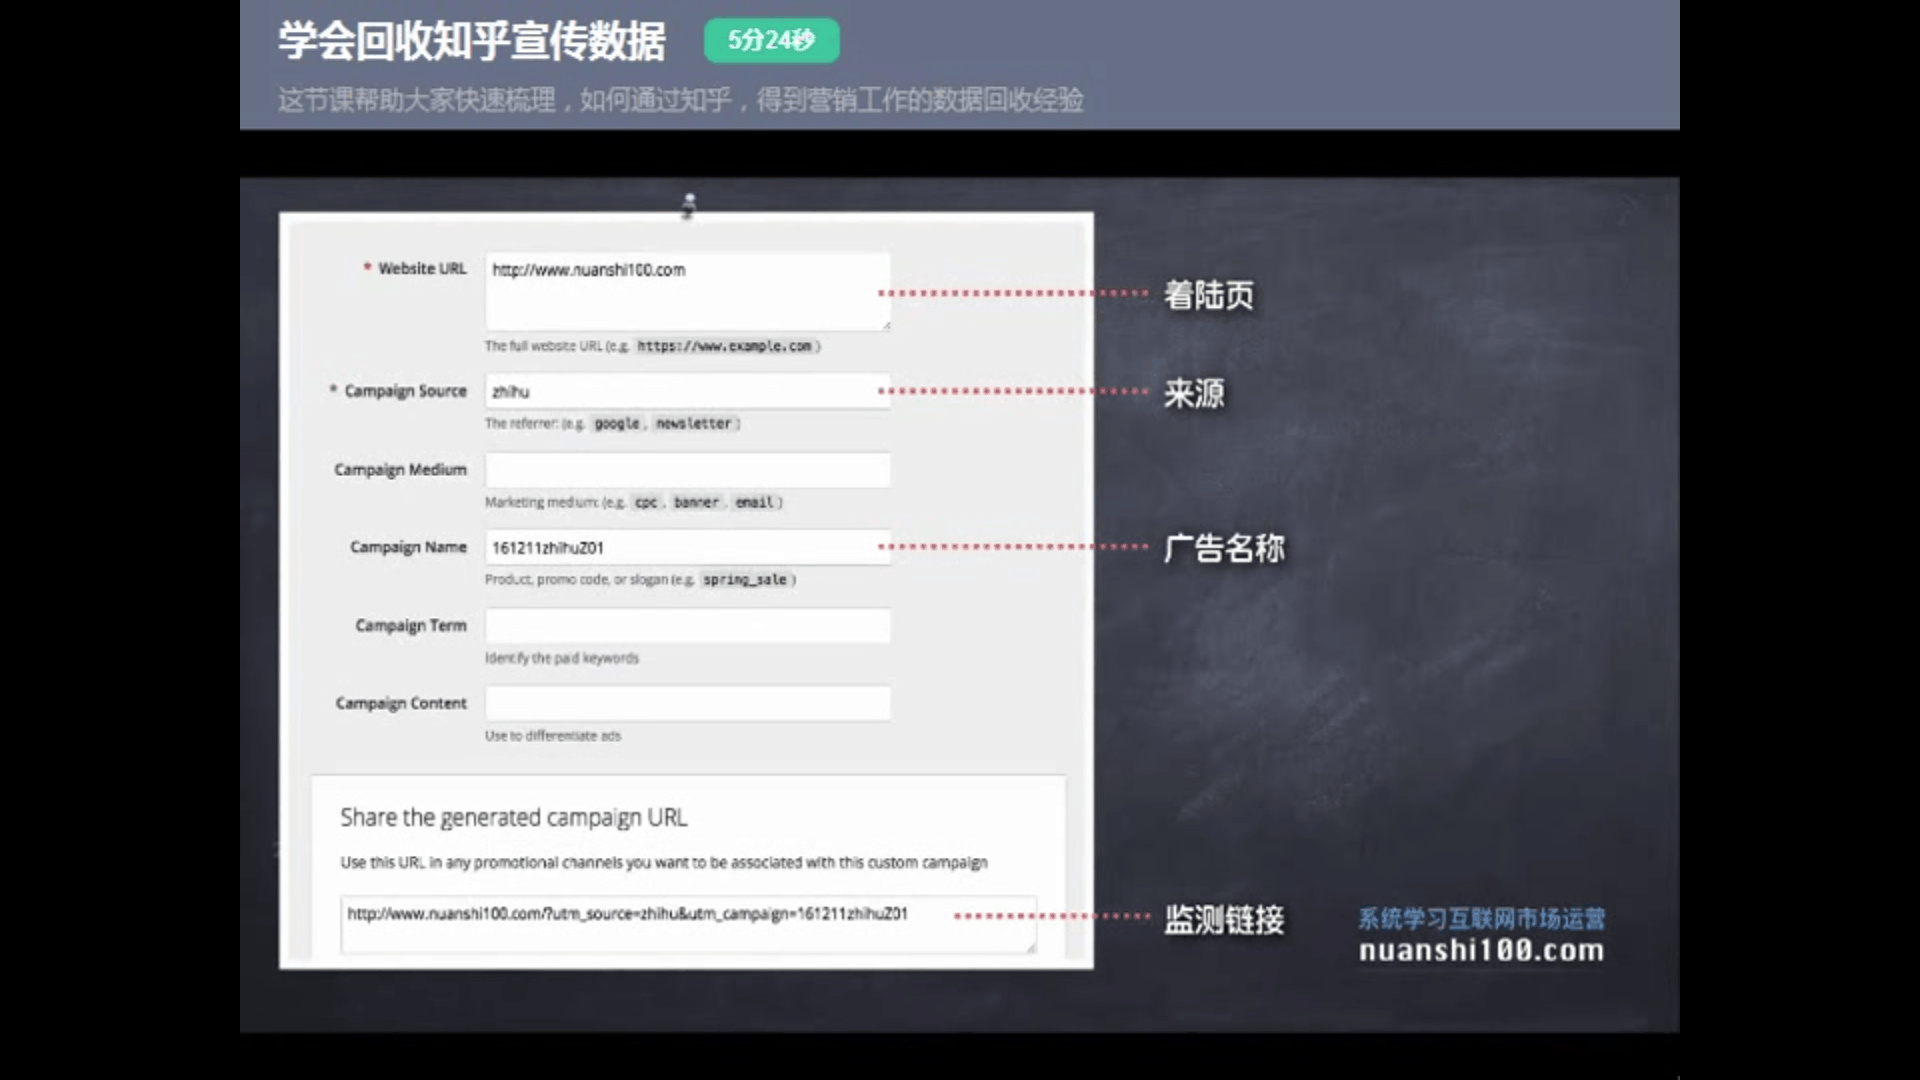 学会回收知乎宣传数据 5分24秒
这节课帮助大家快速梳理，如何通过知乎，得到营销工作的数据回收经验
* Website URL http://www.nuanshi100.com
着陆页
The full website URL (e.g. https://www.example.com )
* Campaign Source zhihu
来源
The referrer: (e.g. google , newsletter )
Campaign Medium
Marketing medium: (e.g. cpc , banner , email )
Campaign Name 161211zhihuZ01
广告名称
Product, promo code, or slogan (e.g. spring_sale )
Campaign Term
Identify the paid keywords
Campaign Content
Use to differentiate ads
Share the generated campaign URL
Use this URL in any promotional channels you want to be associated with this custom campaign
http://www.nuanshi100.com/?utm_source=zhihu&utm_campaign=161211zhihuZ01
监测链接
系统学习互联网市场运营
nuanshi100.com